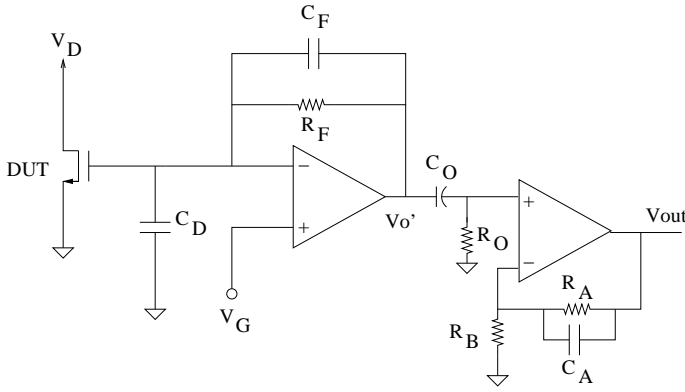 C_F
V_D
R_F
DUT
−
+
C_D
V_G
Vo'
C_O
R_O
+
−
Vout
R_A
R_B
C_A